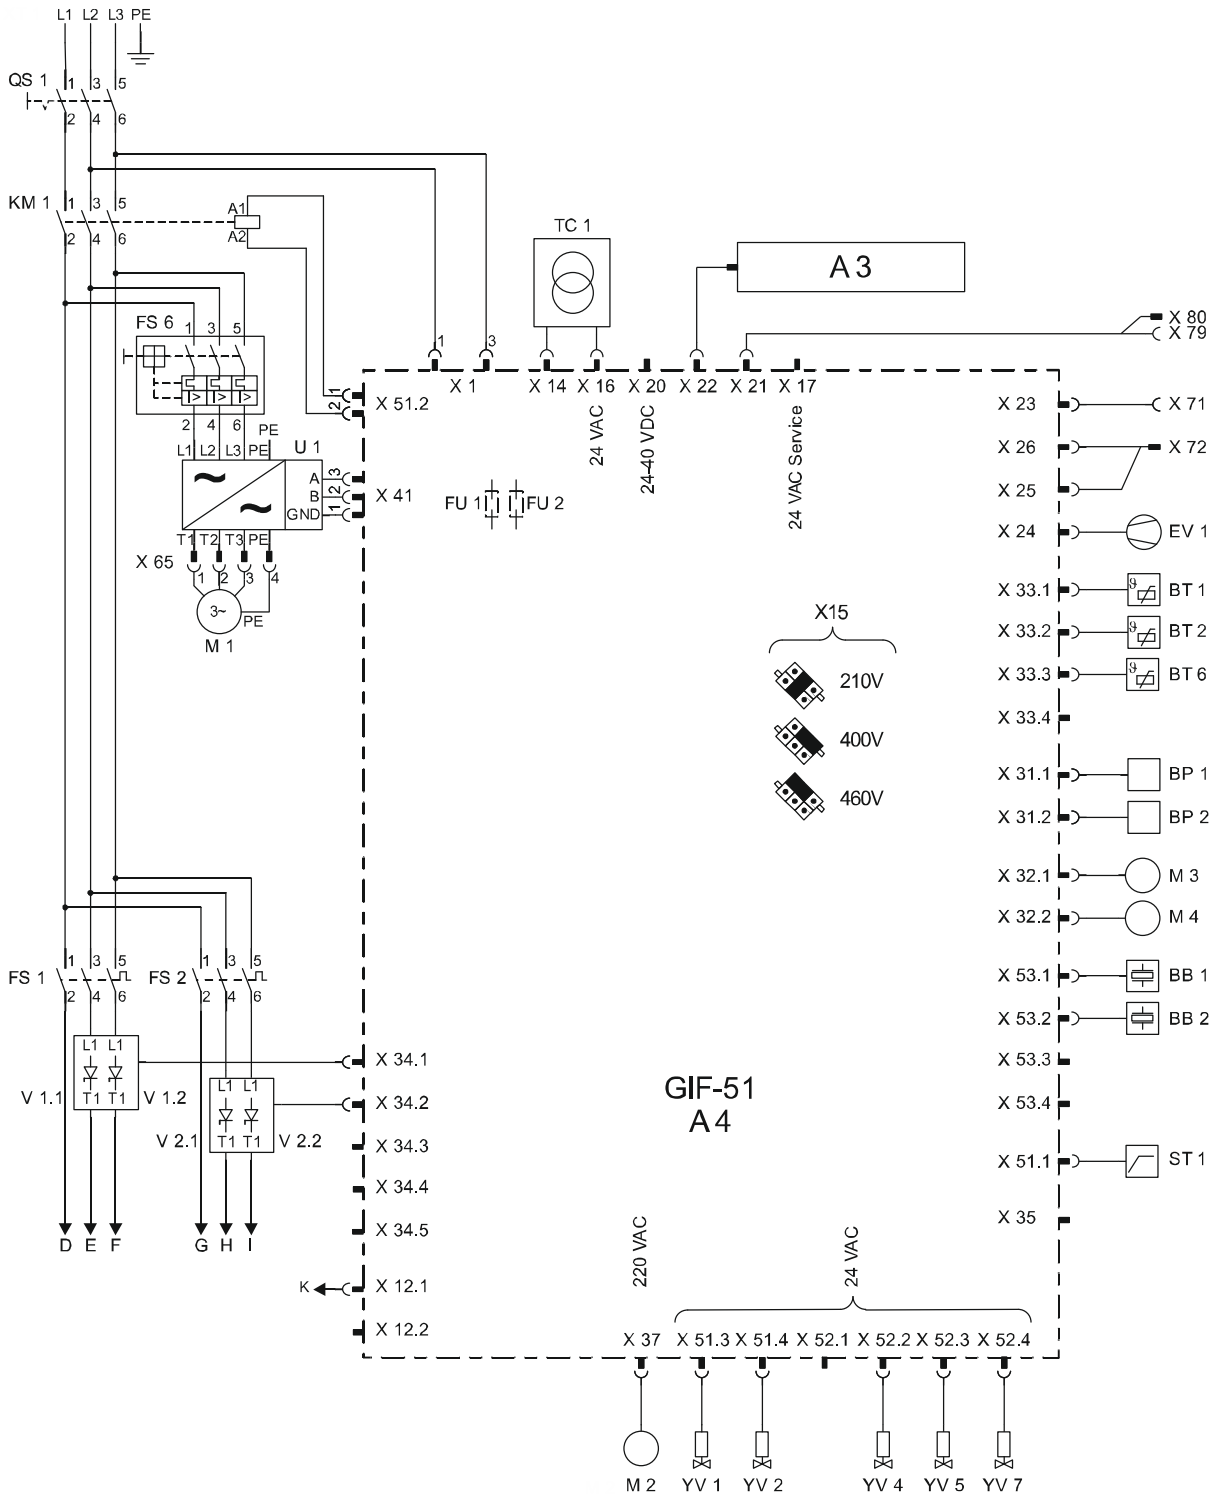 L1 L2 L3 PE
QS 1 1 3 5
2 4 6
KM 1 1 3 5 A1
2 4 6 A2
TC 1
A 3
FS 6 1 3 5
X 80
X 79
1 3
X 1 X 14 X 16 X 20 X 22 X 21 X 17
24 VAC
24-40 VDC
24 VAC Service
1
2
X 51.2
I> I> I>
2 4 6
PE
L1 L2 L3 PE U 1
A 3
B 2
GND 1
X 41
FU 1 FU 2
T1 T2 T3 PE
X 65 1 2 3 4
3~
PE
M 1
X 23 X 71
X 26 X 72
X 25
X 24 EV 1
X 33.1 ϑ BT 1
X 33.2 ϑ BT 2
X 33.3 ϑ BT 6
X 33.4
X15
210V
400V
460V
X 31.1 BP 1
X 31.2 BP 2
X 32.1 M 3
X 32.2 M 4
X 53.1 BB 1
X 53.2 BB 2
X 53.3
X 53.4
X 51.1 ST 1
X 35
FS 1 1 3 5 FS 2 1 3 5
2 4 6 2 4 6
L1 L1
V 1.1 T1 T1 V 1.2
L1 L1
V 2.1 T1 T1 V 2.2
D E F G H I
X 34.1
X 34.2
X 34.3
X 34.4
X 34.5
K X 12.1
X 12.2
GIF-51
A 4
220 VAC
24 VAC
X 37 X 51.3 X 51.4 X 52.1 X 52.2 X 52.3 X 52.4
M 2 YV 1 YV 2 YV 4 YV 5 YV 7